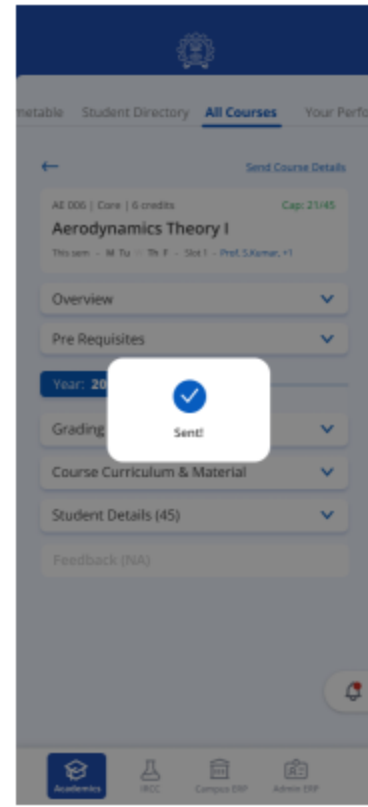 metable Student Directory All Courses Your Perfo
Send Course Details
AE 006 | Core | 6 credits Cap: 21/45
Aerodynamics Theory I
This sem - M Tu Th F - Slot 1 - Prof. S.Kumar, +1
Overview
Pre Requisites
Year: 20
Sent!
Grading
Course Curriculum & Material
Student Details (45)
Feedback (NA)
Academics IRCC Campus ERP Admin ERP